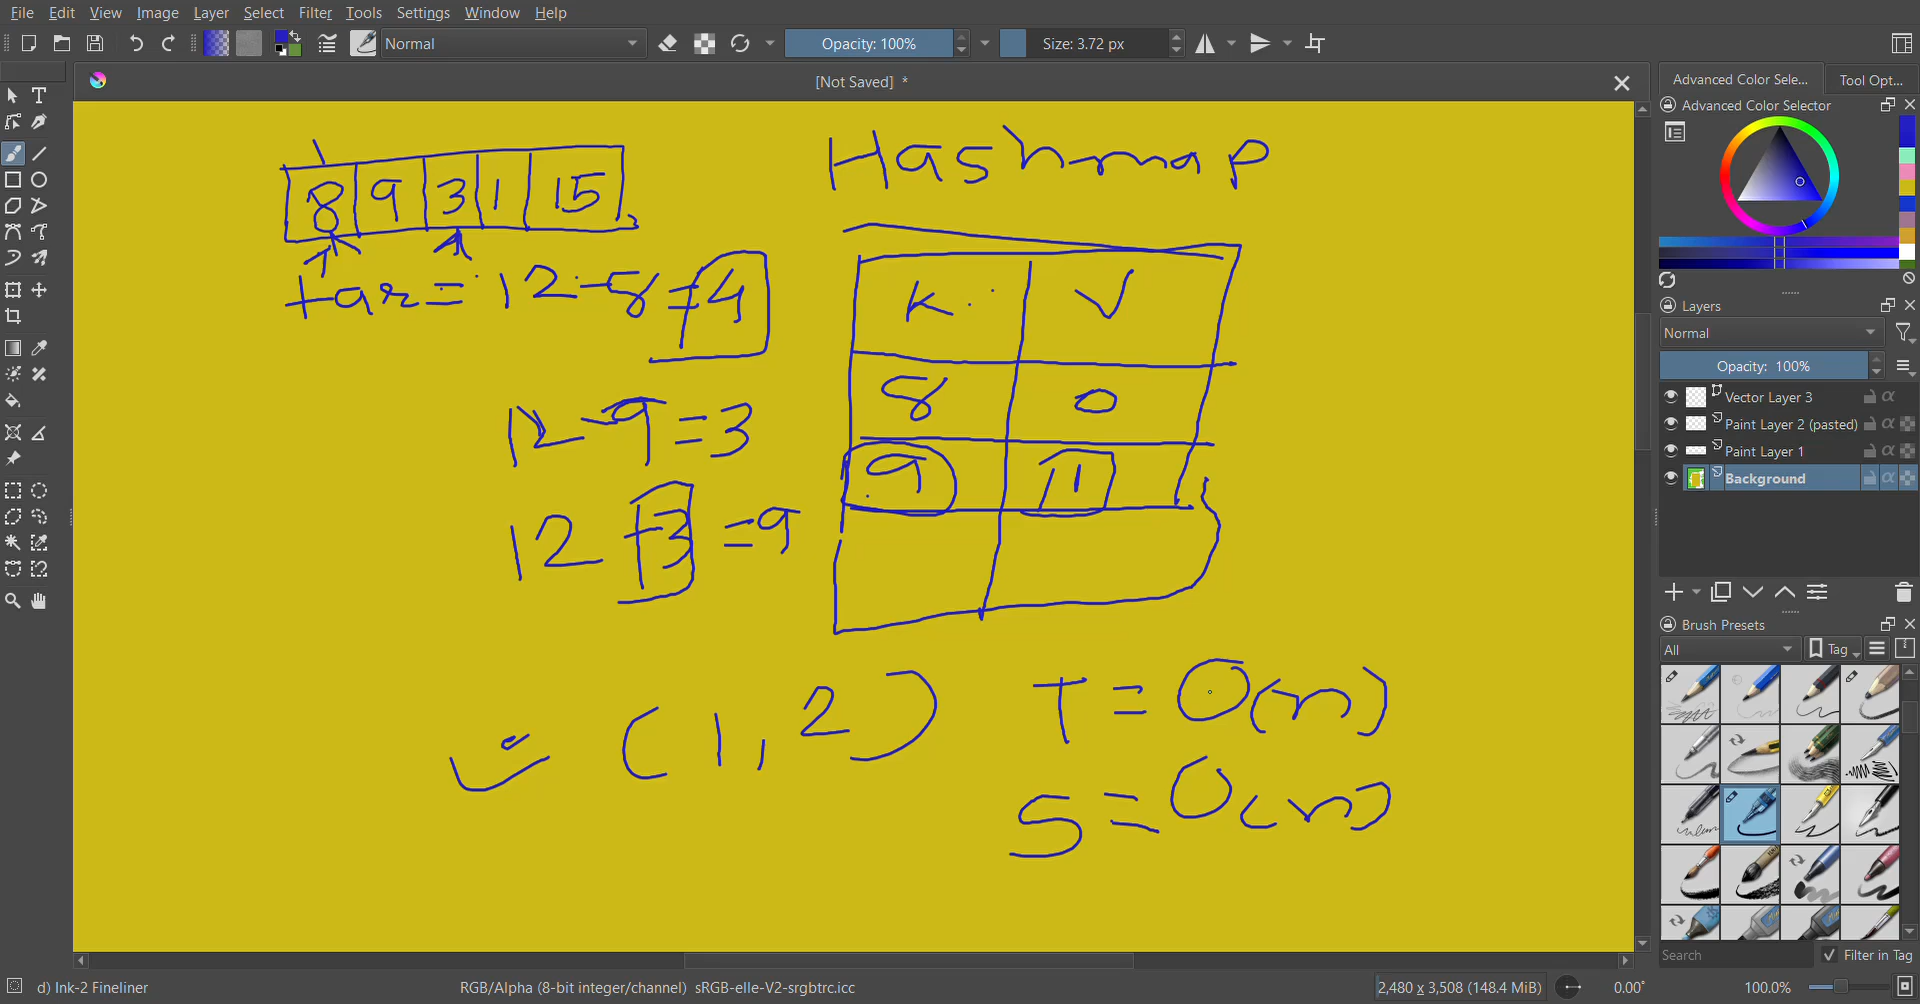 File Edit View Image Layer Select Filter Tools Settings Window Help
Normal
Opacity: 100%
Size: 3.72 px
[Not Saved] *
Advanced Color Sele...
Tool Opt...
Advanced Color Selector
Hashmap
8 9 3 1 15
tar = 12 - 8 = 4
K V
8 0
9 1
12 - 9 = 3
12 - 3 = 9
= (1, 2)
T = O(n)
S = O(n)
Layers
Normal
Opacity: 100%
Vector Layer 3
Paint Layer 2 (pasted)
Paint Layer 1
Background
Brush Presets
All
Tag
Search
Filter in Tag
d) Ink-2 Fineliner
RGB/Alpha (8-bit integer/channel) sRGB-elle-V2-srgbtrc.icc
2,480 x 3,508 (148.4 MiB)
0.00°
100.0%